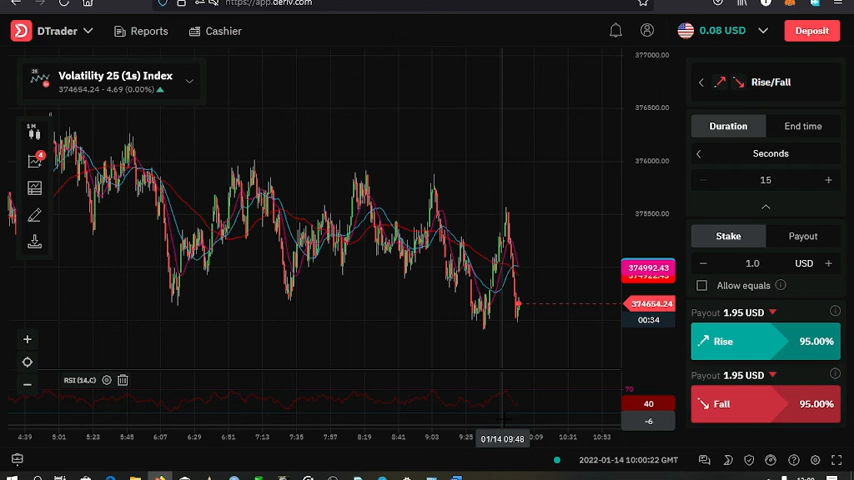 https://app.deriv.com
DTrader
Reports
Cashier
0.08 USD
Deposit
Volatility 25 (1s) Index
374654.24 - 4.69 (0.00%)
1 M
4
377000.00
376500.00
376000.00
375500.00
374992.43
374654.24
00:34
Rise/Fall
Duration
End time
Seconds
15
Stake
Payout
1.0
USD
Allow equals
Payout 1.95 USD
Rise
95.00%
Payout 1.95 USD
Fall
95.00%
RSI (14,C)
70
40
-6
4:39
5:01
5:23
5:45
6:07
6:29
6:51
7:13
7:35
7:57
8:19
8:41
9:03
9:25
01/14 09:48
10:31
10:53
2022-01-14 10:00:22 GMT